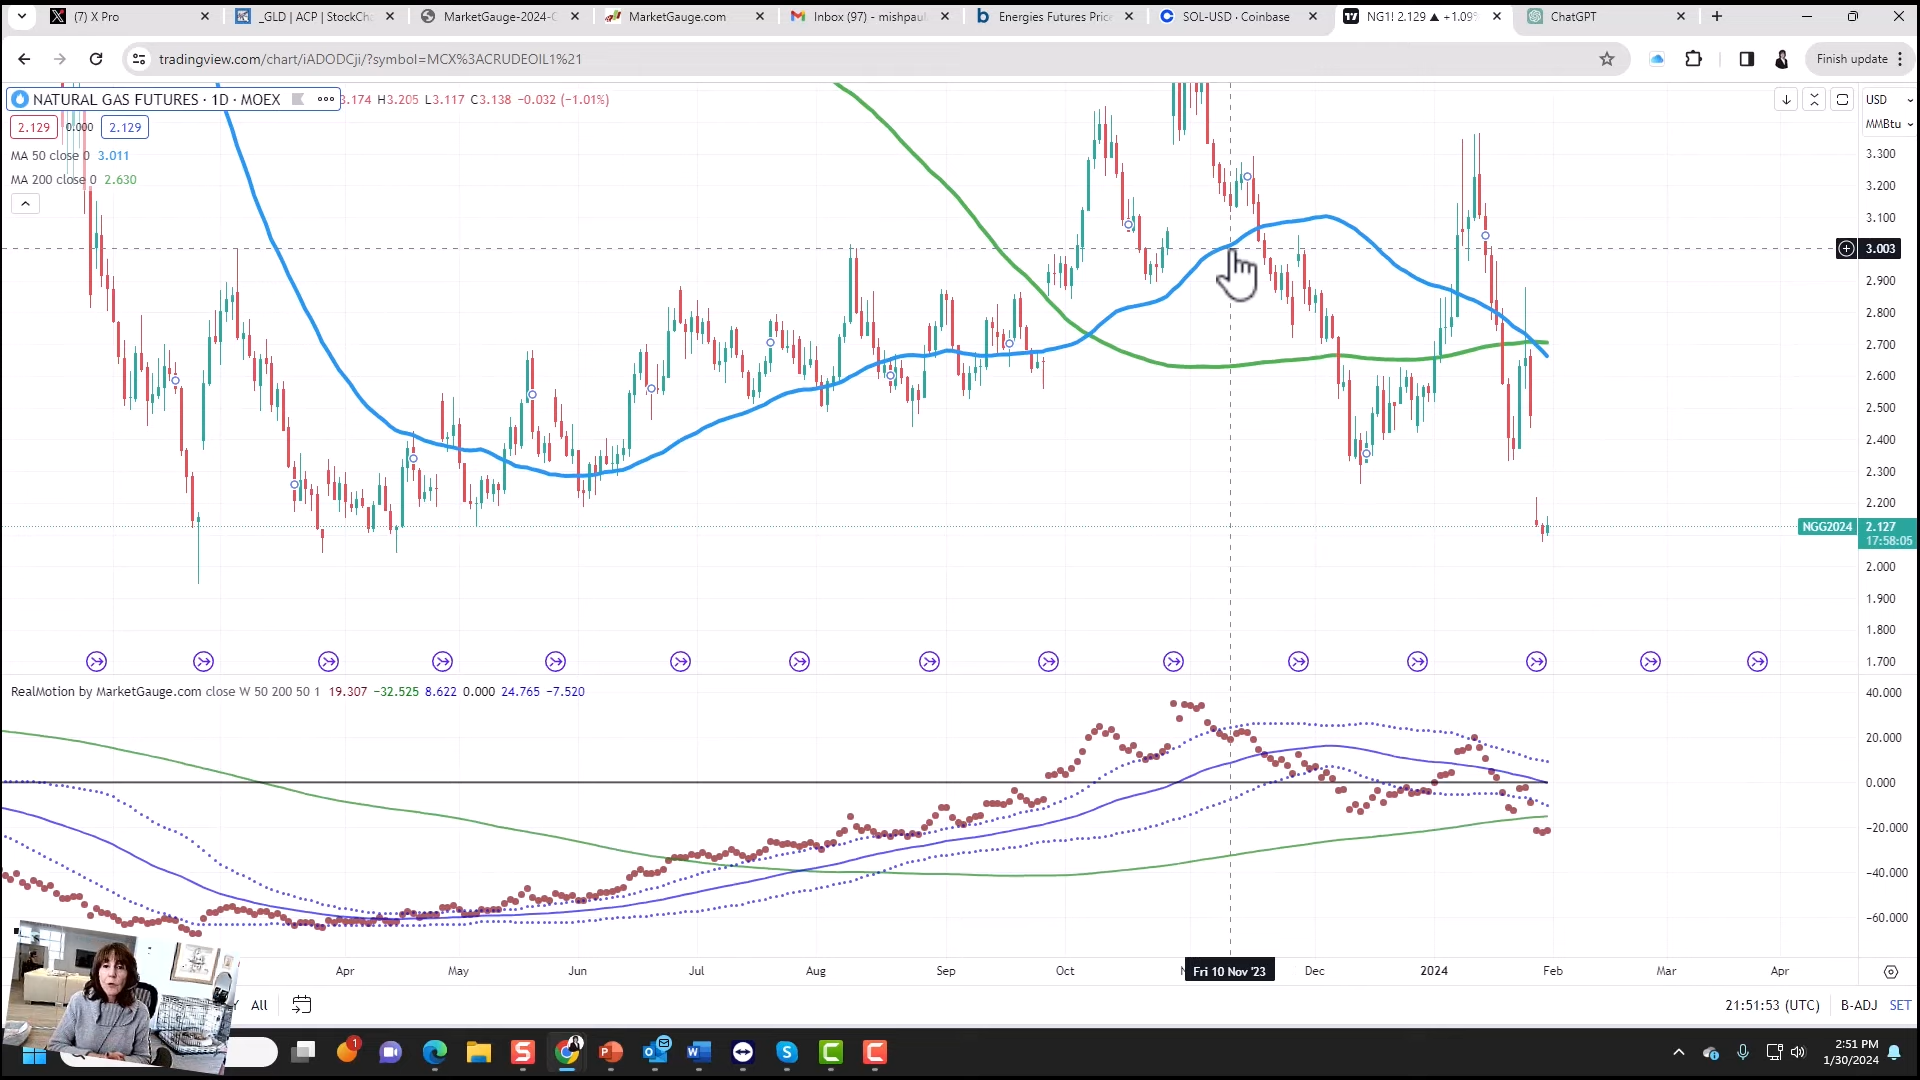 (7) X Pro
_GLD | ACP | StockCha
MarketGauge-2024-
MarketGauge.com
Inbox (97) - mishpaul
Energies Futures Price
SOL-USD · Coinbase
NG1! 2.129 ▲ +1.09%
ChatGPT
tradingview.com/chart/iADODCji/?symbol=MCX%3ACRUDEOIL1%21
Finish update
NATURAL GAS FUTURES · 1D · MOEX
3.174 H3.205 L3.117 C3.138 −0.032 (−1.01%)
USD
2.129 0.000 2.129
MMBtu
MA 50 close 0 3.011
MA 200 close 0 2.630
3.300
3.200
3.100
3.003
2.900
2.800
2.700
2.600
2.500
2.400
2.300
2.200
NGG2024 2.127
17:58:05
2.000
1.900
1.800
1.700
RealMotion by MarketGauge.com close W 50 200 50 1 19.307 −32.525 8.622 0.000 24.765 −7.520
40.000
20.000
0.000
−20.000
−40.000
−60.000
Apr May Jun Jul Aug Sep Oct Fri 10 Nov '23 Dec 2024 Feb Mar Apr
All
21:51:53 (UTC) B-ADJ SET
1
2:51 PM
1/30/2024